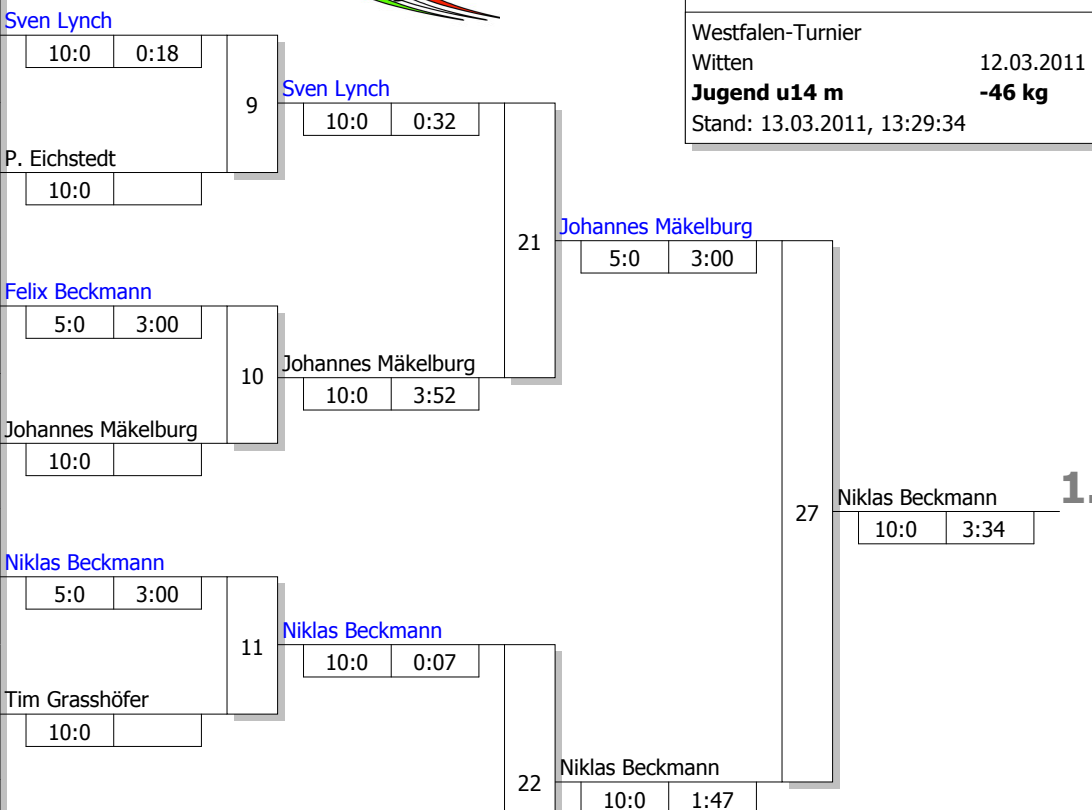 Sven Lynch
10:0 0:18
9
P. Eichstedt
10:0
Sven Lynch
10:0 0:32
Westfalen-Turnier
Witten 12.03.2011
Jugend u14 m -46 kg
Stand: 13.03.2011, 13:29:34
21
Johannes Mäkelburg
5:0 3:00
Felix Beckmann
5:0 3:00
10
Johannes Mäkelburg
10:0
Johannes Mäkelburg
10:0 3:52
27
Niklas Beckmann 1.
10:0 3:34
Niklas Beckmann
5:0 3:00
11
Tim Grasshöfer
10:0
Niklas Beckmann
10:0 0:07
22
Niklas Beckmann
10:0 1:47